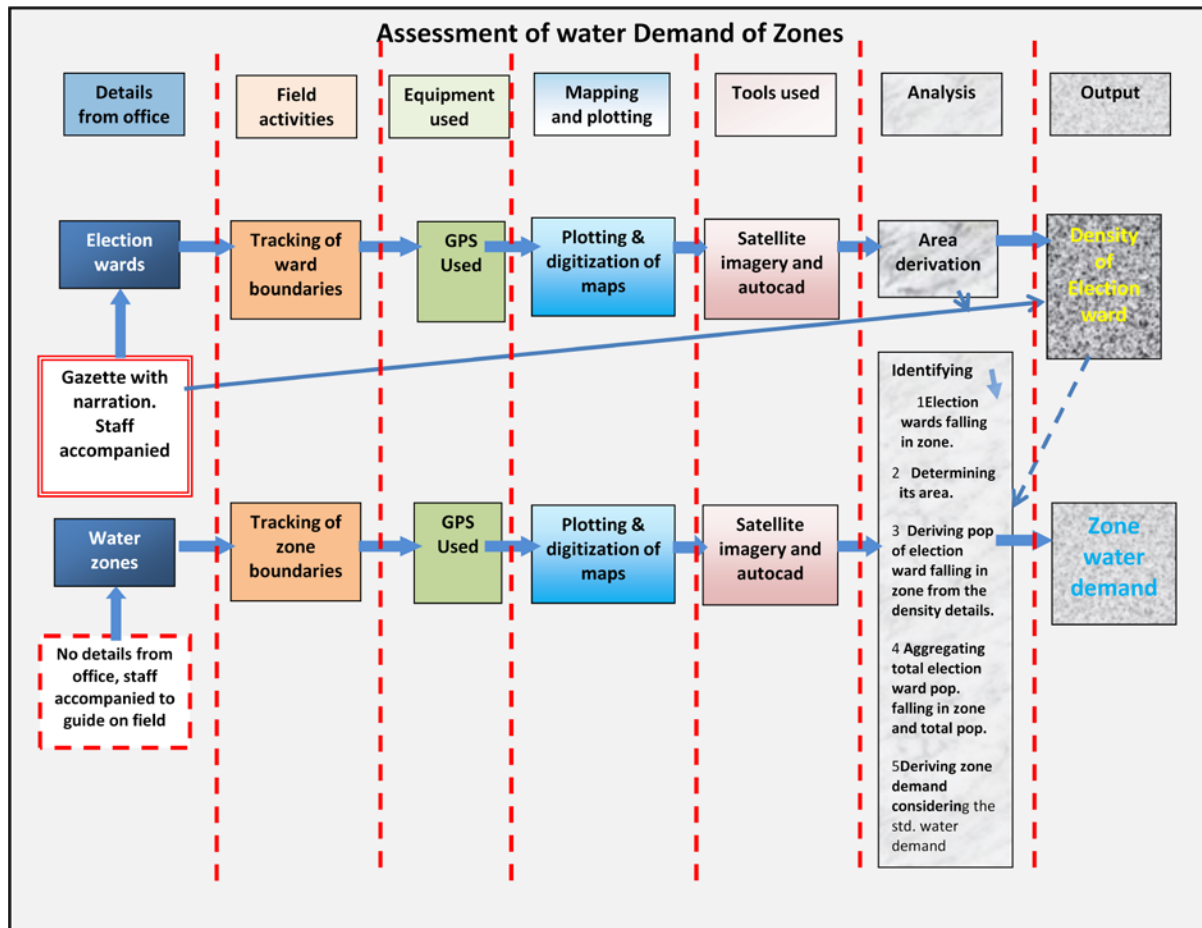 Assessment of water Demand of Zones
Details
from office
Field
activities
Equipment
used
Mapping
and plotting
Tools used
Analysis
Output
Election
wards
Tracking of
ward
boundaries
GPS
Used
Plotting &
digitization of
maps
Satellite
imagery and
autocad
Area
derivation
Density
of
Election
ward
Gazette with
narration.
Staff
accompanied
Identifying
1Election
wards falling
in zone.
2 Determining
its area.
3 Deriving pop
of election
ward falling in
zone from the
density details.
4 Aggregating
total election
ward pop.
falling in zone
and total pop.
5Deriving zone
demand
considering the
std. water
demand
Water
zones
Tracking of
zone
boundaries
GPS
Used
Plotting &
digitization of
maps
Satellite
imagery and
autocad
Zone
water
demand
No details from
office, staff
accompanied to
guide on field